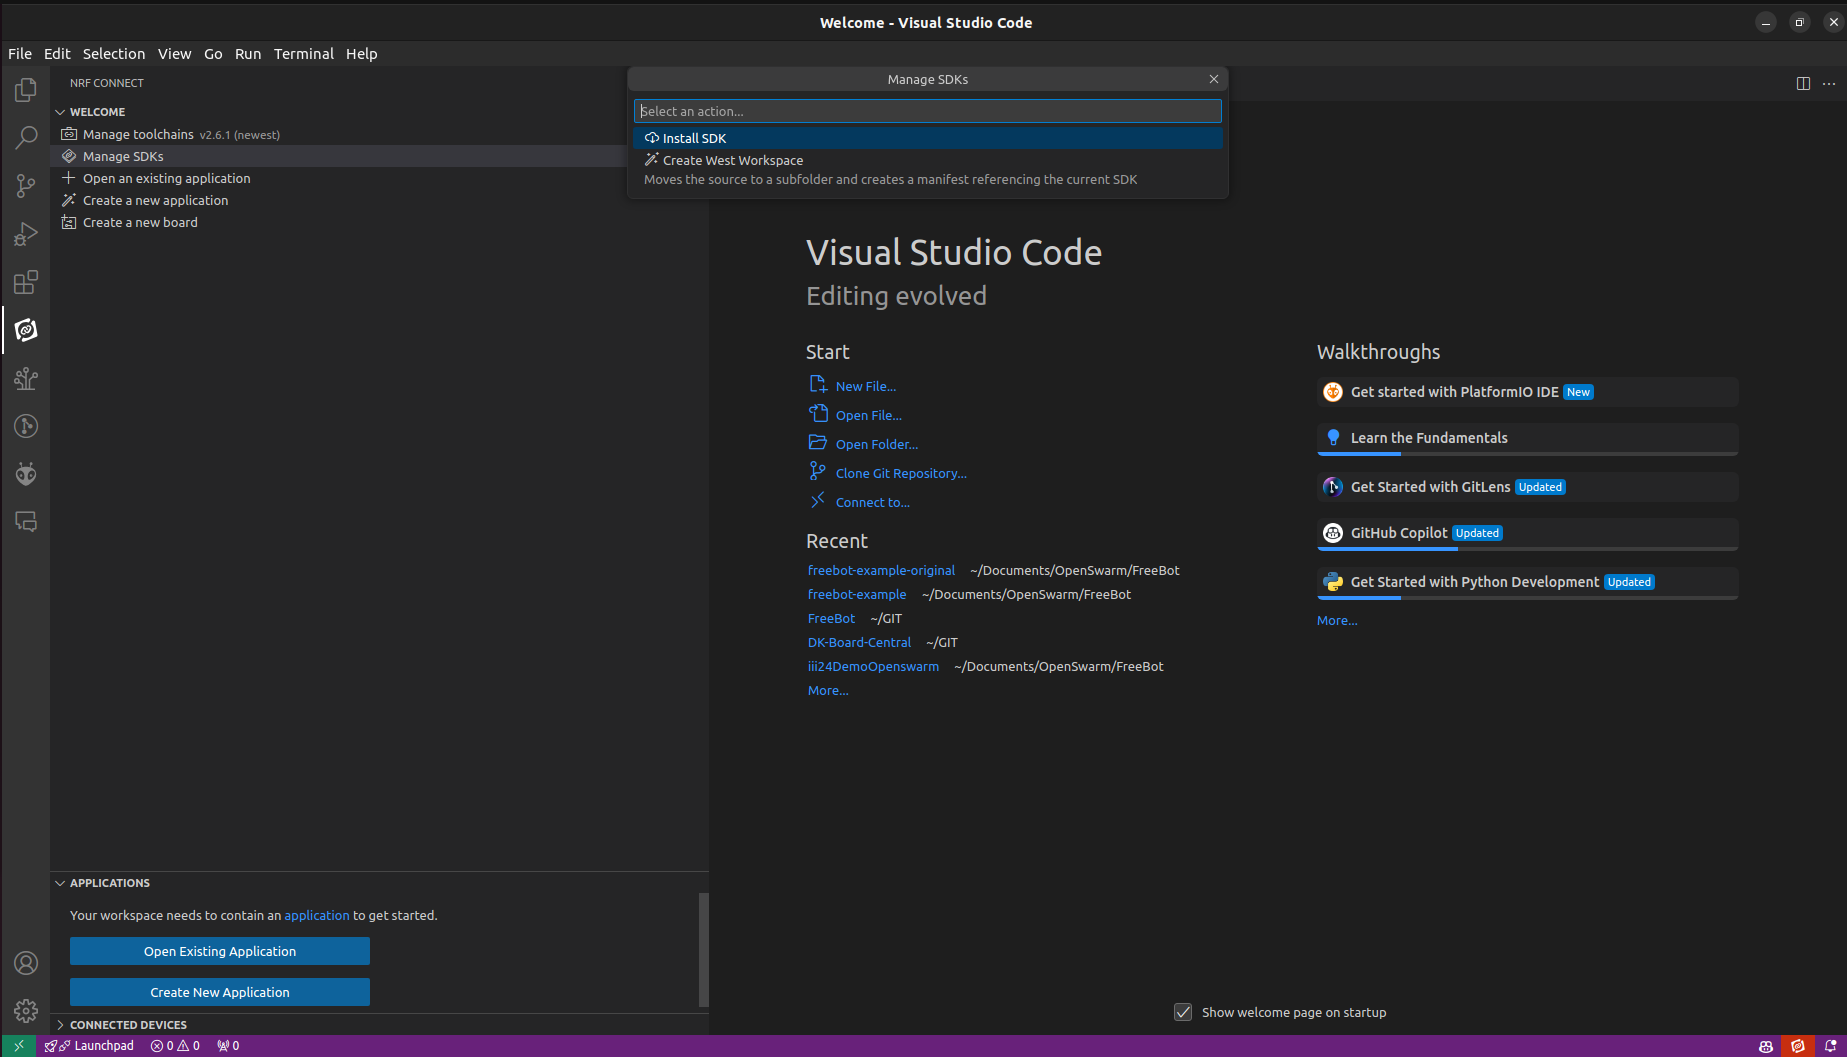 Welcome - Visual Studio Code
File Edit Selection View Go Run Terminal Help
NRF CONNECT
WELCOME
Manage toolchains v2.6.1 (newest)
Manage SDKs
Open an existing application
Create a new application
Create a new board
Manage SDKs
Select an action...
Install SDK
Create West Workspace
Moves the source to a subfolder and creates a manifest referencing the current SDK
Visual Studio Code
Editing evolved
Start
New File...
Open File...
Open Folder...
Clone Git Repository...
Connect to...
Recent
freebot-example-original ~/Documents/OpenSwarm/FreeBot
freebot-example ~/Documents/OpenSwarm/FreeBot
FreeBot ~/GIT
DK-Board-Central ~/GIT
iii24DemoOpenswarm ~/Documents/OpenSwarm/FreeBot
More...
Walkthroughs
Get started with PlatformIO IDE New
Learn the Fundamentals
Get Started with GitLens Updated
GitHub Copilot Updated
Get Started with Python Development Updated
More...
APPLICATIONS
Your workspace needs to contain an application to get started.
Open Existing Application
Create New Application
CONNECTED DEVICES
Show welcome page on startup
Launchpad 0 0 0